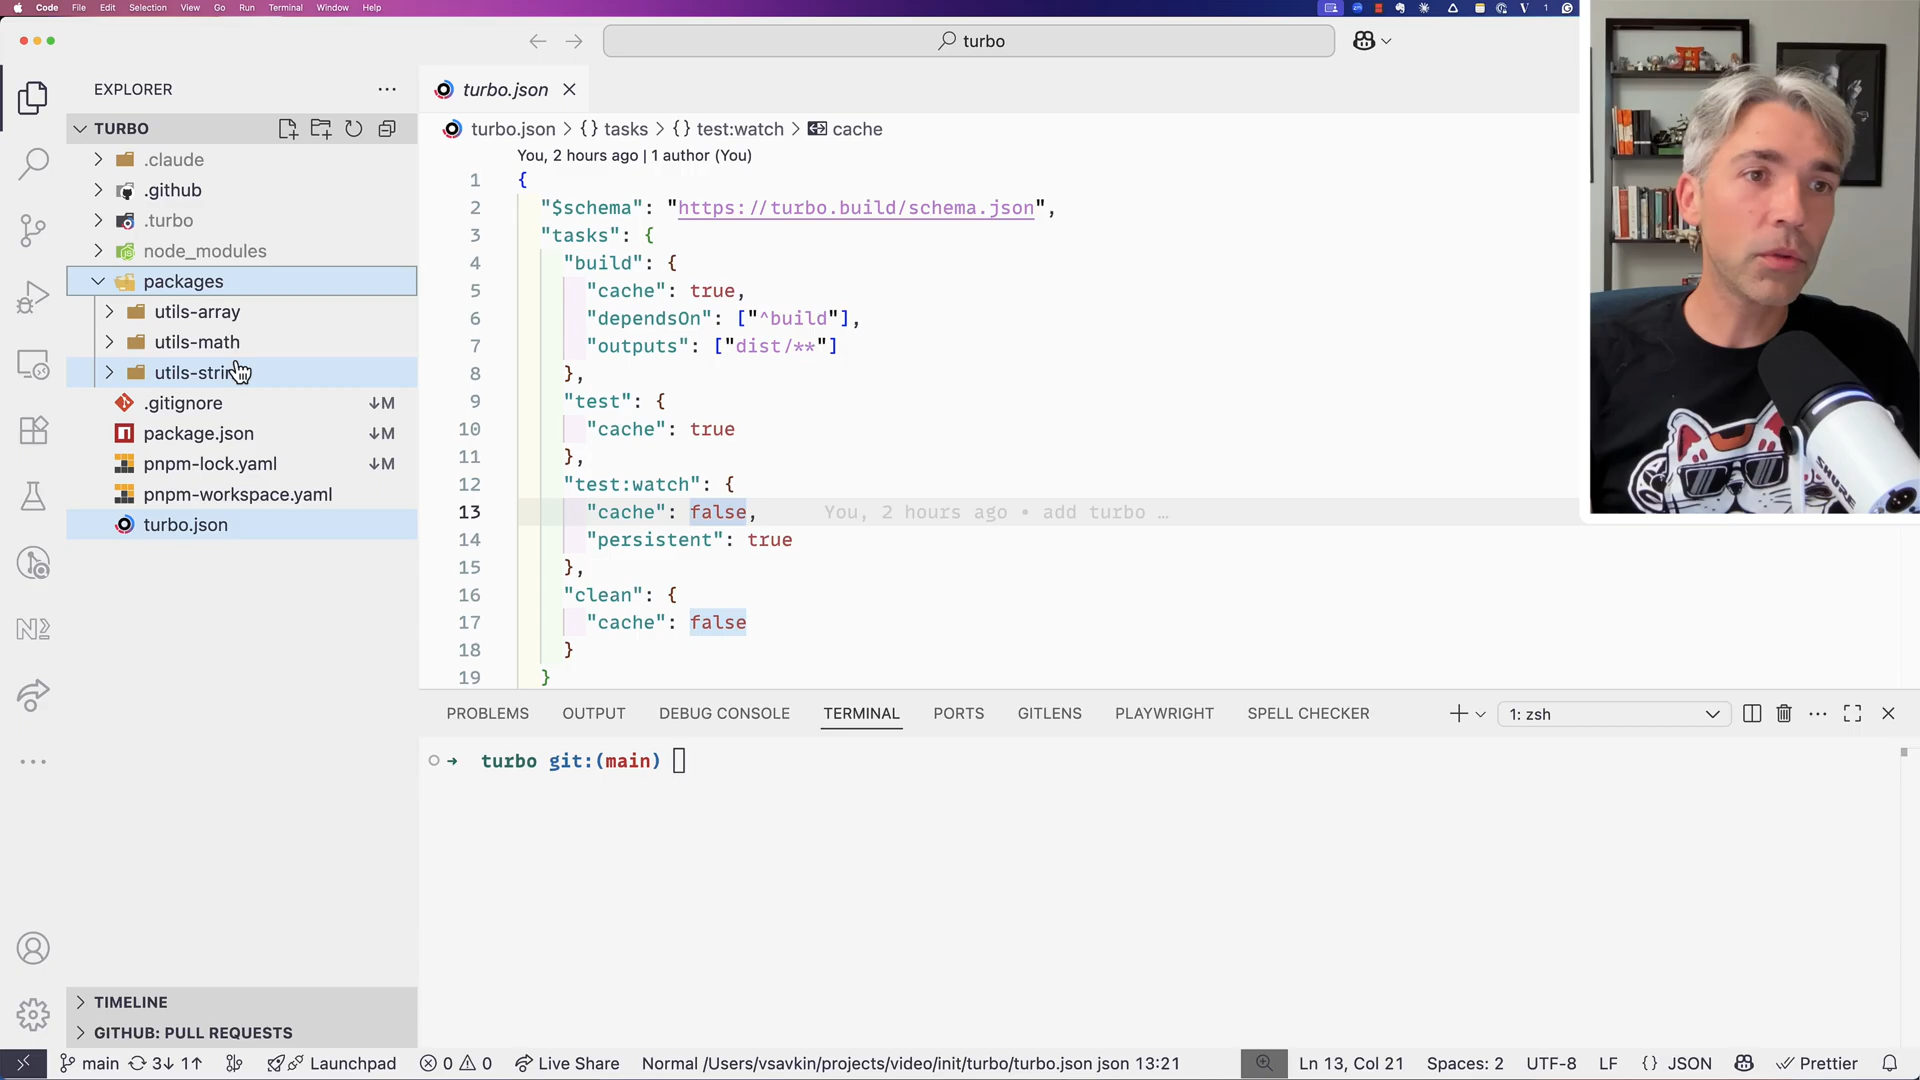 Code File Edit Selection View Go Run Terminal Window Help
turbo
EXPLORER
TURBO
.claude
.github
.turbo
node_modules
packages
utils-array
utils-math
.gitignore ↓M
package.json ↓M
pnpm-lock.yaml ↓M
pnpm-workspace.yaml
turbo.json
TIMELINE
GITHUB: PULL REQUESTS
turbo.json
turbo.json > {} tasks > {} test:watch > cache
You, 2 hours ago | 1 author (You)
1 {
2 "$schema": "https://turbo.build/schema.json",
3 "tasks": {
4 "build": {
5 "cache": true,
6 "dependsOn": ["^build"],
7 "outputs": ["dist/**"]
8 },
9 "test": {
10 "cache": true
11 },
12 "test:watch": {
13 "cache": false, You, 2 hours ago • add turbo …
14 "persistent": true
15 },
16 "clean": {
17 "cache": false
18 }
19 }
PROBLEMS OUTPUT DEBUG CONSOLE TERMINAL PORTS GITLENS PLAYWRIGHT SPELL CHECKER 1: zsh
→ turbo git:(main)
SHURE
main 3↓ 1↑ Launchpad 0 0 Live Share Normal /Users/vsavkin/projects/video/init/turbo/turbo.json json 13:21 Ln 13, Col 21 Spaces: 2 UTF-8 LF {} JSON Prettier